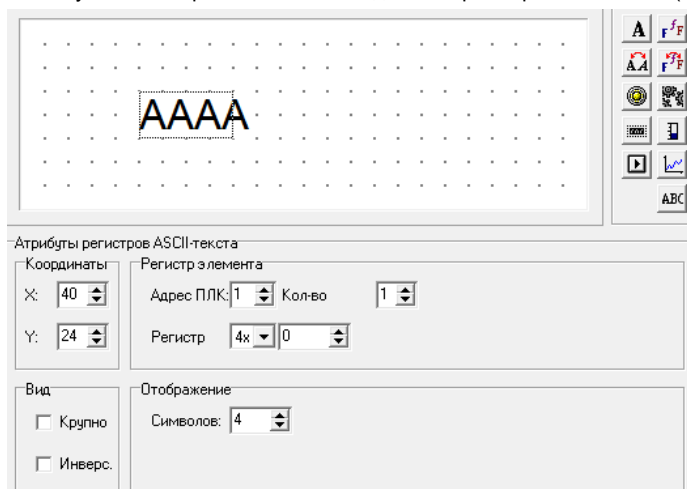 A FfF
AAAA
ABC
Атрибуты регистров ASCII-текста
Координаты Регистр элемента
X: 40 Адрес ПЛК: 1 Кол-во 1
Y: 24 Регистр 4x 0
Вид Отображение
Крупно Символов: 4
Инверс.